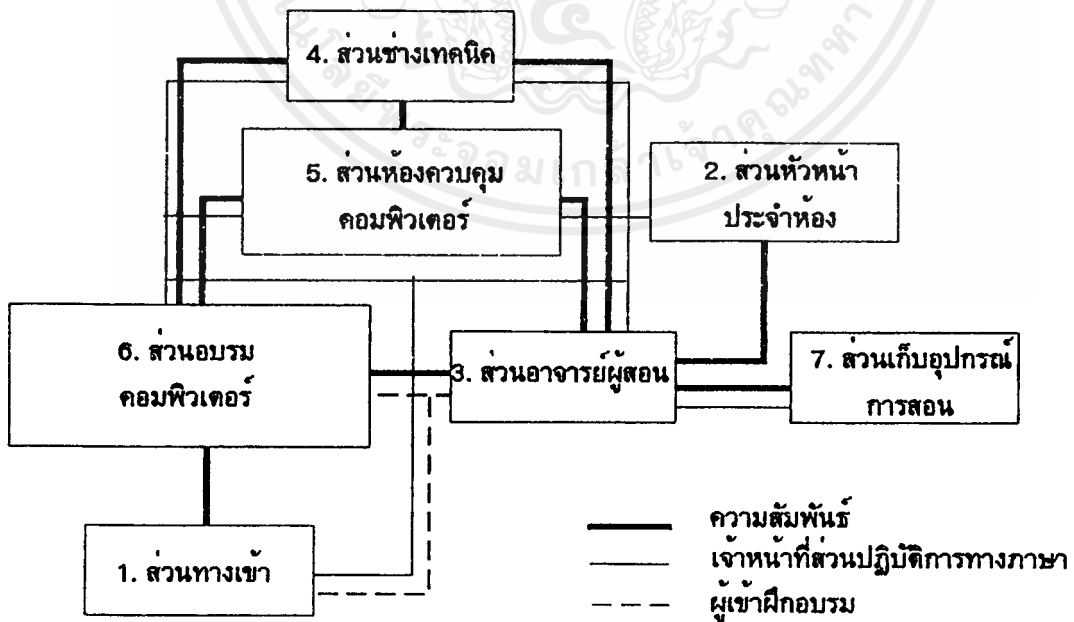 4. ส่วนช่างเทคนิค
5. ส่วนห้องควบคุม
คอมพิวเตอร์
2. ส่วนหัวหน้า
ประจำห้อง
6. ส่วนอบรม
คอมพิวเตอร์
3. ส่วนอาจารย์ผู้สอน
7. ส่วนเก็บอุปกรณ์
การสอน
1. ส่วนทางเข้า
ความสัมพันธ์
เจ้าหน้าที่ส่วนปฏิบัติการทางภาษา
ผู้เข้าฝึกอบรม